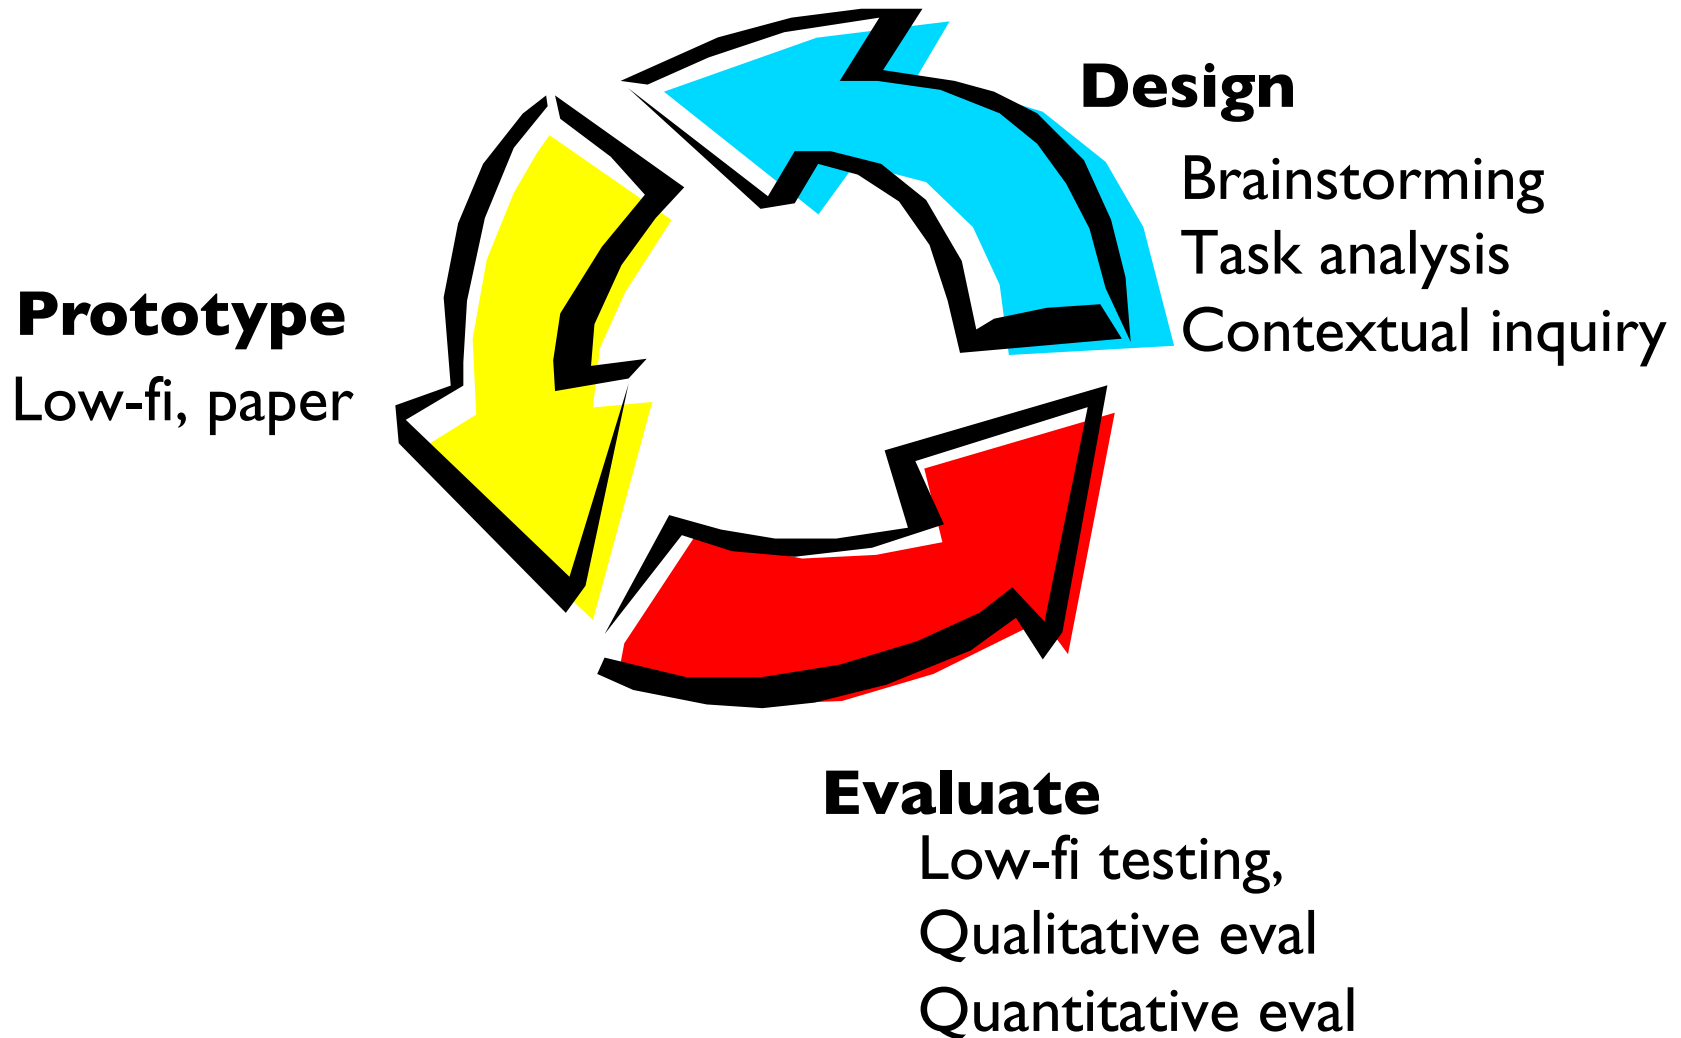 Design
Brainstorming
Task analysis
Contextual inquiry
Prototype
Low-fi, paper
Evaluate
Low-fi testing,
Qualitative eval
Quantitative eval